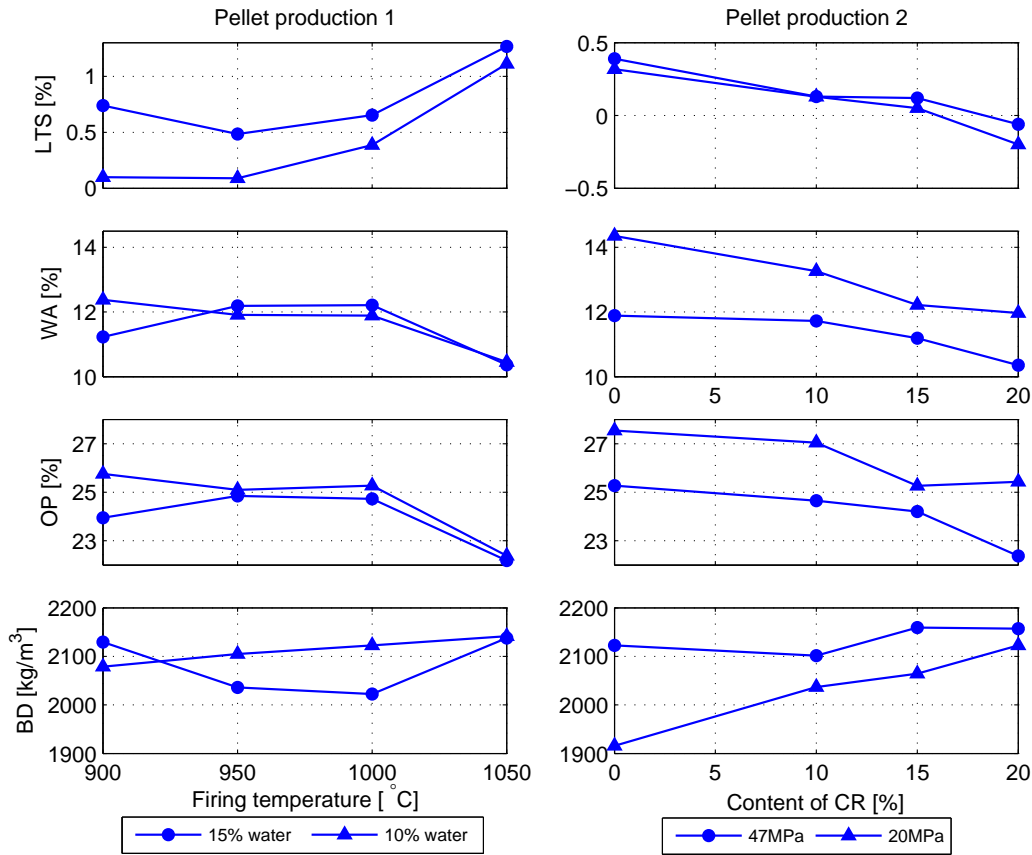 Pellet production 1
Pellet production 2
LTS [%]
1
0.5
0
0.5
0
−0.5
WA [%]
14
12
10
14
12
10
0 5 10 15 20
OP [%]
27
25
23
27
25
23
BD [kg/m³]
2200
2100
2000
1900
900 950 1000 1050
Firing temperature [ °C]
2200
2100
2000
1900
0 5 10 15 20
Content of CR [%]
15% water 10% water
47MPa 20MPa